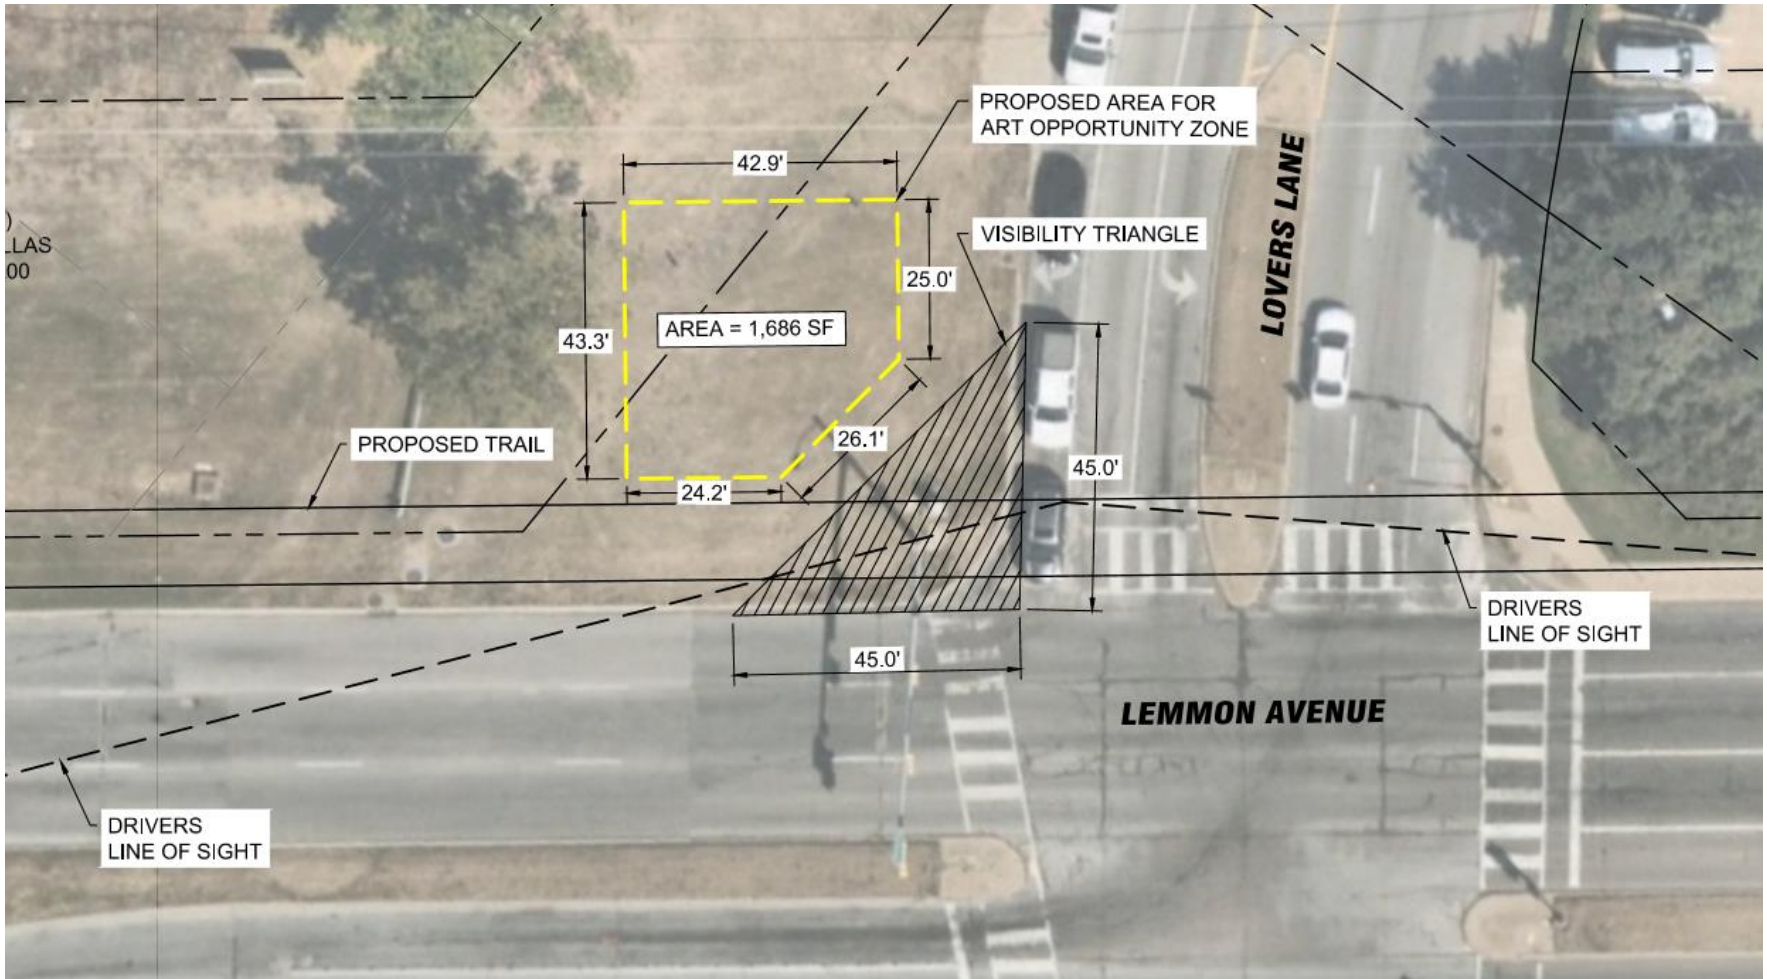 PROPOSED AREA FOR
ART OPPORTUNITY ZONE
42.9'
LOVERS LANE
)
LLAS
00
VISIBILITY TRIANGLE
25.0'
AREA = 1,686 SF
43.3'
PROPOSED TRAIL
26.1'
45.0'
24.2'
DRIVERS
LINE OF SIGHT
45.0'
LEMMON AVENUE
DRIVERS
LINE OF SIGHT